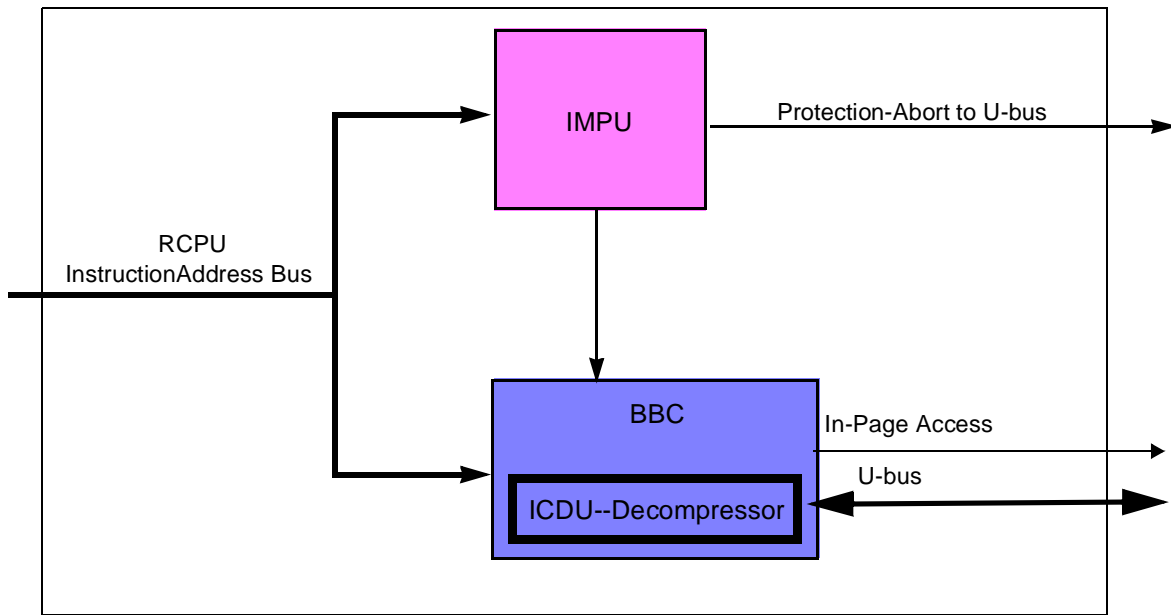 IMPU
Protection-Abort to U-bus
RCPU
InstructionAddress Bus
BBC
In-Page Access
U-bus
ICDU--Decompressor